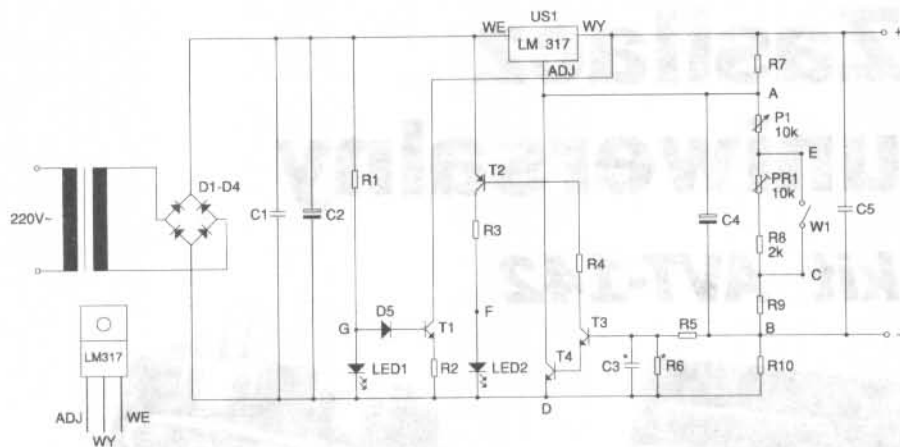 US1
WE
LM 317
WY
ADJ
+
R7
A
P1
10k
E
D1-D4
R1
T2
PR1
10k
220V~
C1
C2
R3
C4
W1
C5
R8
2k
R4
C
D5
F
T3
R9
G
T1
R5
B
-
LM317
LED1
R2
LED2
T4
C3*
R6*
R10
D
ADJ
WE
WY